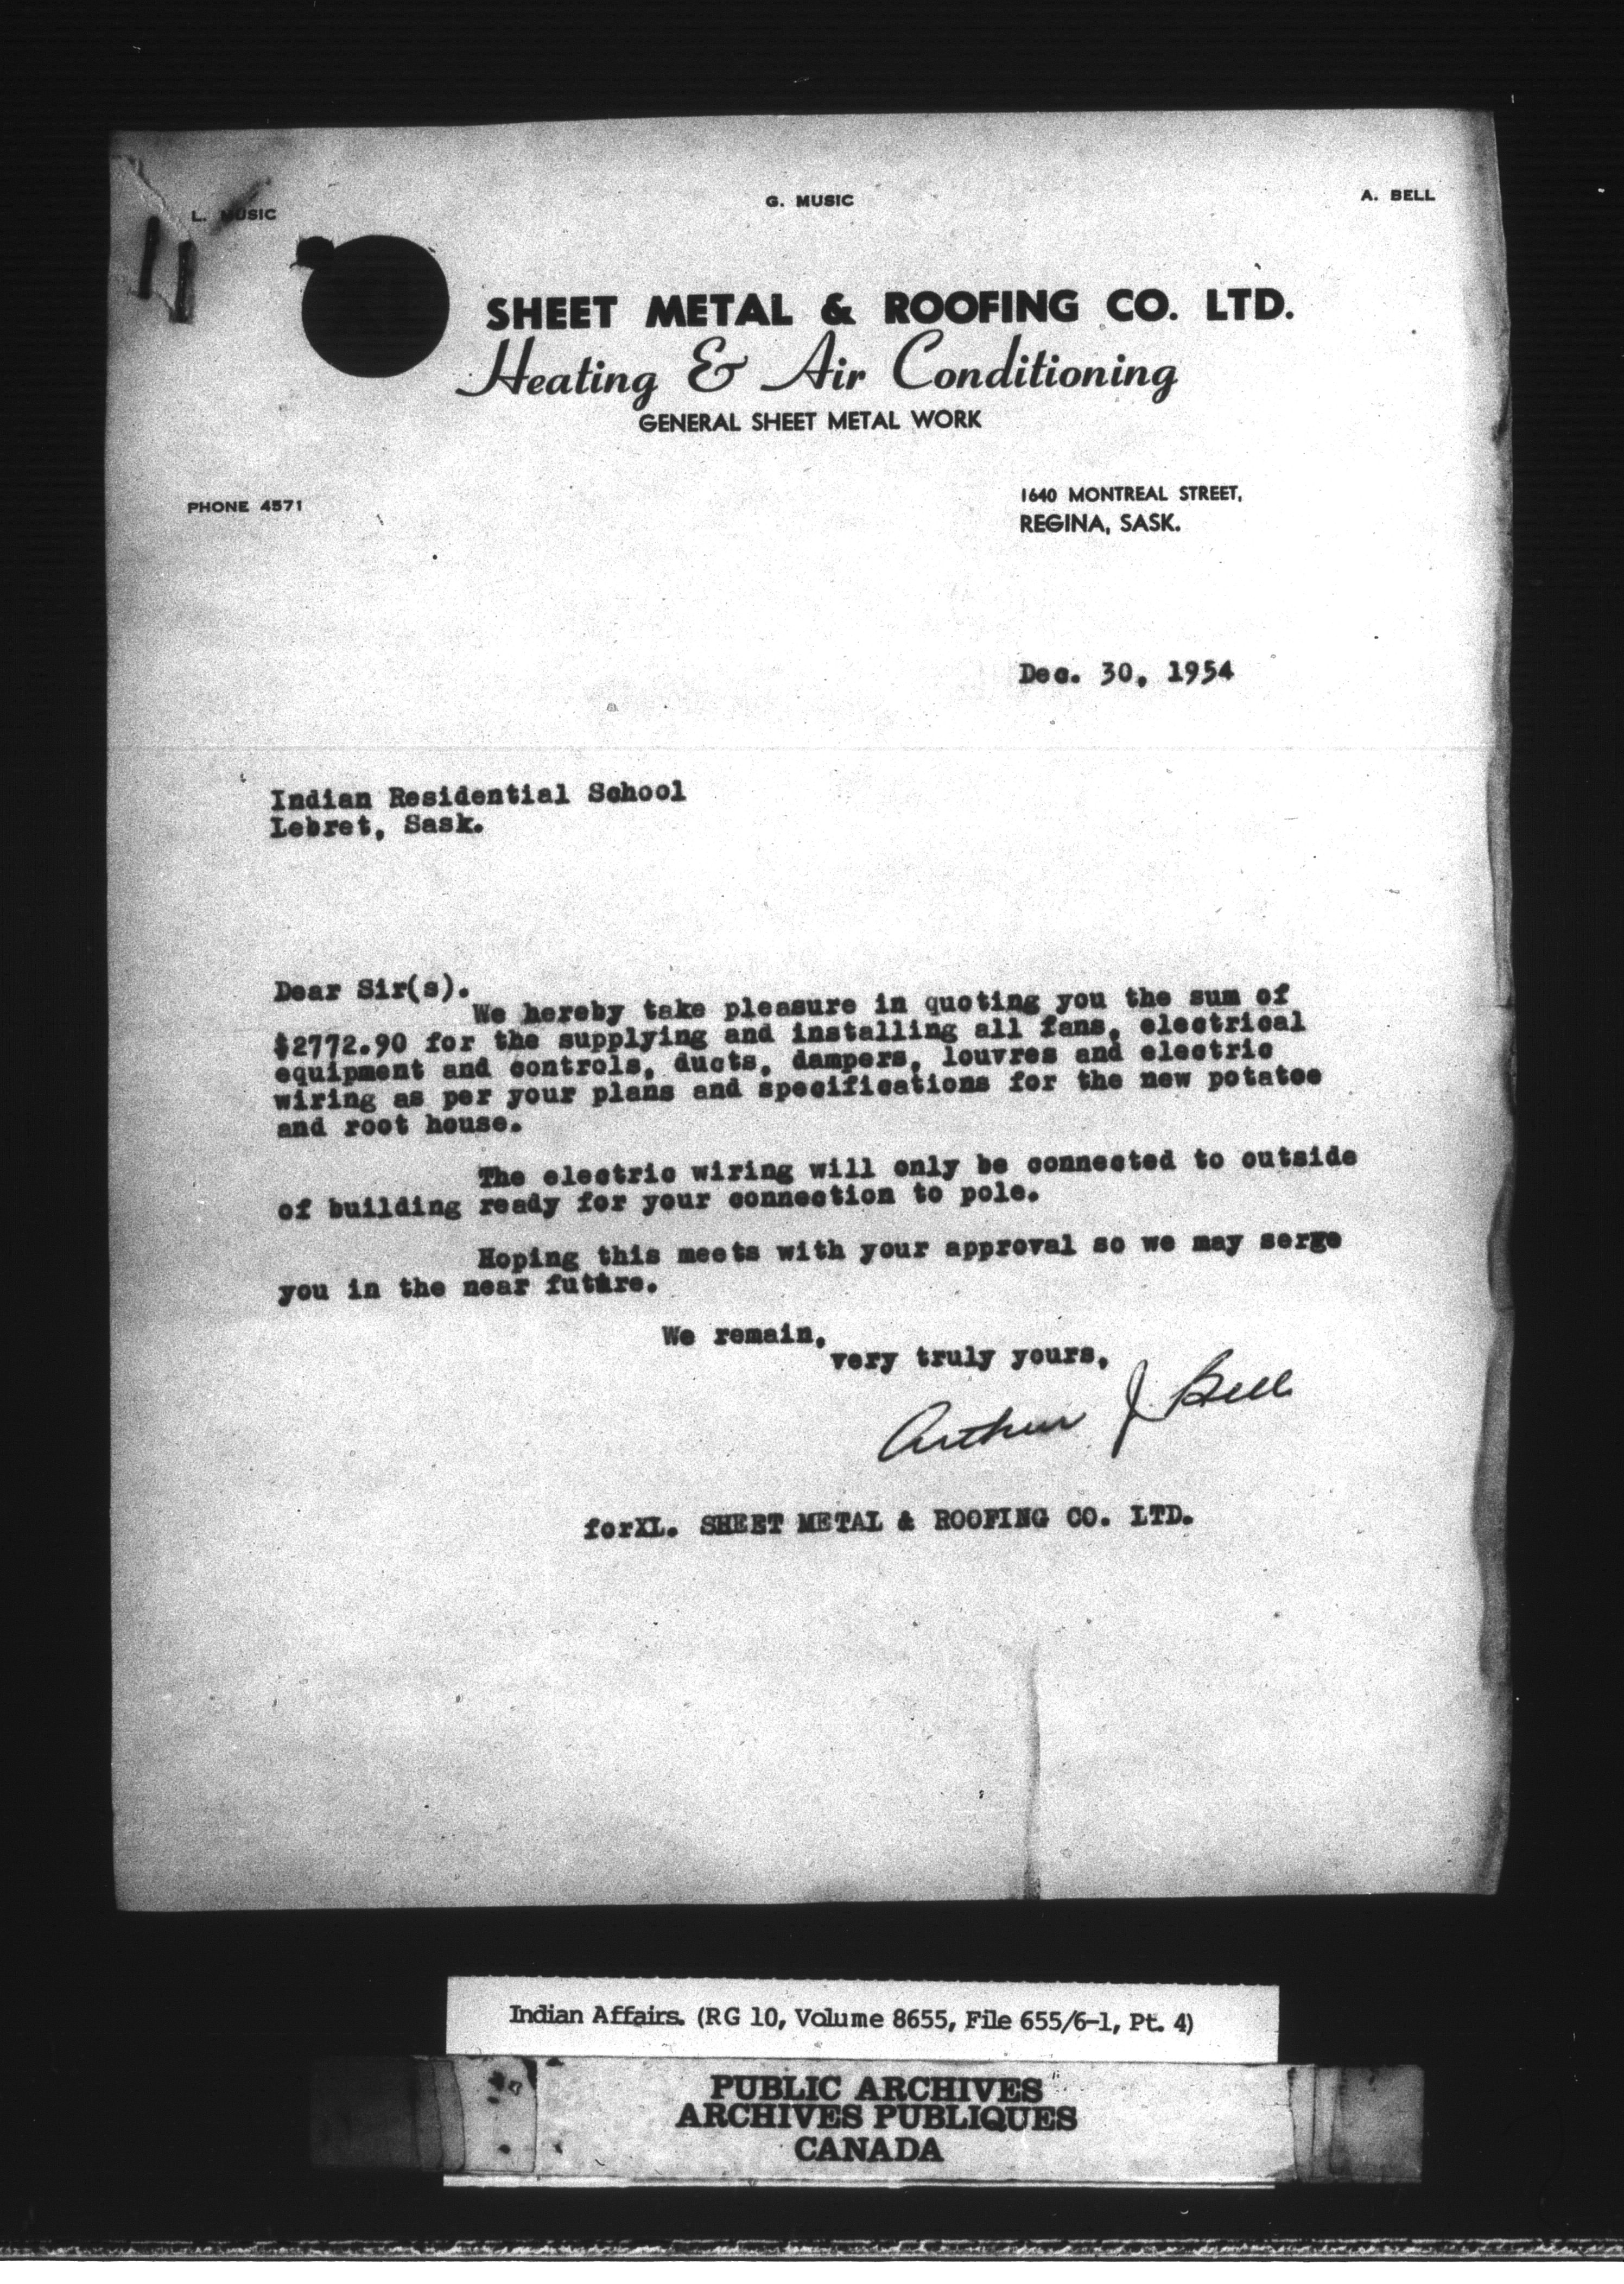 L. MUSIC
G. MUSIC
A. BELL
XL
SHEET METAL & ROOFING CO. LTD.
Heating & Air Conditioning
GENERAL SHEET METAL WORK
PHONE 4571
1640 MONTREAL STREET,
REGINA, SASK.
Dec. 30, 1954
Indian Residential School
Lebret, Sask.
Dear Sir(s).
We hereby take pleasure in quoting you the sum of
$2772.90 for the supplying and installing all fans, electrical
equipment and controls, ducts, dampers, louvres and electric
wiring as per your plans and specifications for the new potatoe
and root house.
The electric wiring will only be connected to outside
of building ready for your connection to pole.
Hoping this meets with your approval so we may serge
you in the near future.
We remain,
very truly yours,
Arthur J Bell
forXL. SHEET METAL & ROOFING CO. LTD.
Indian Affairs. (RG 10, Volume 8655, File 655/6-1, Pt. 4)
PUBLIC ARCHIVES
ARCHIVES PUBLIQUES
CANADA